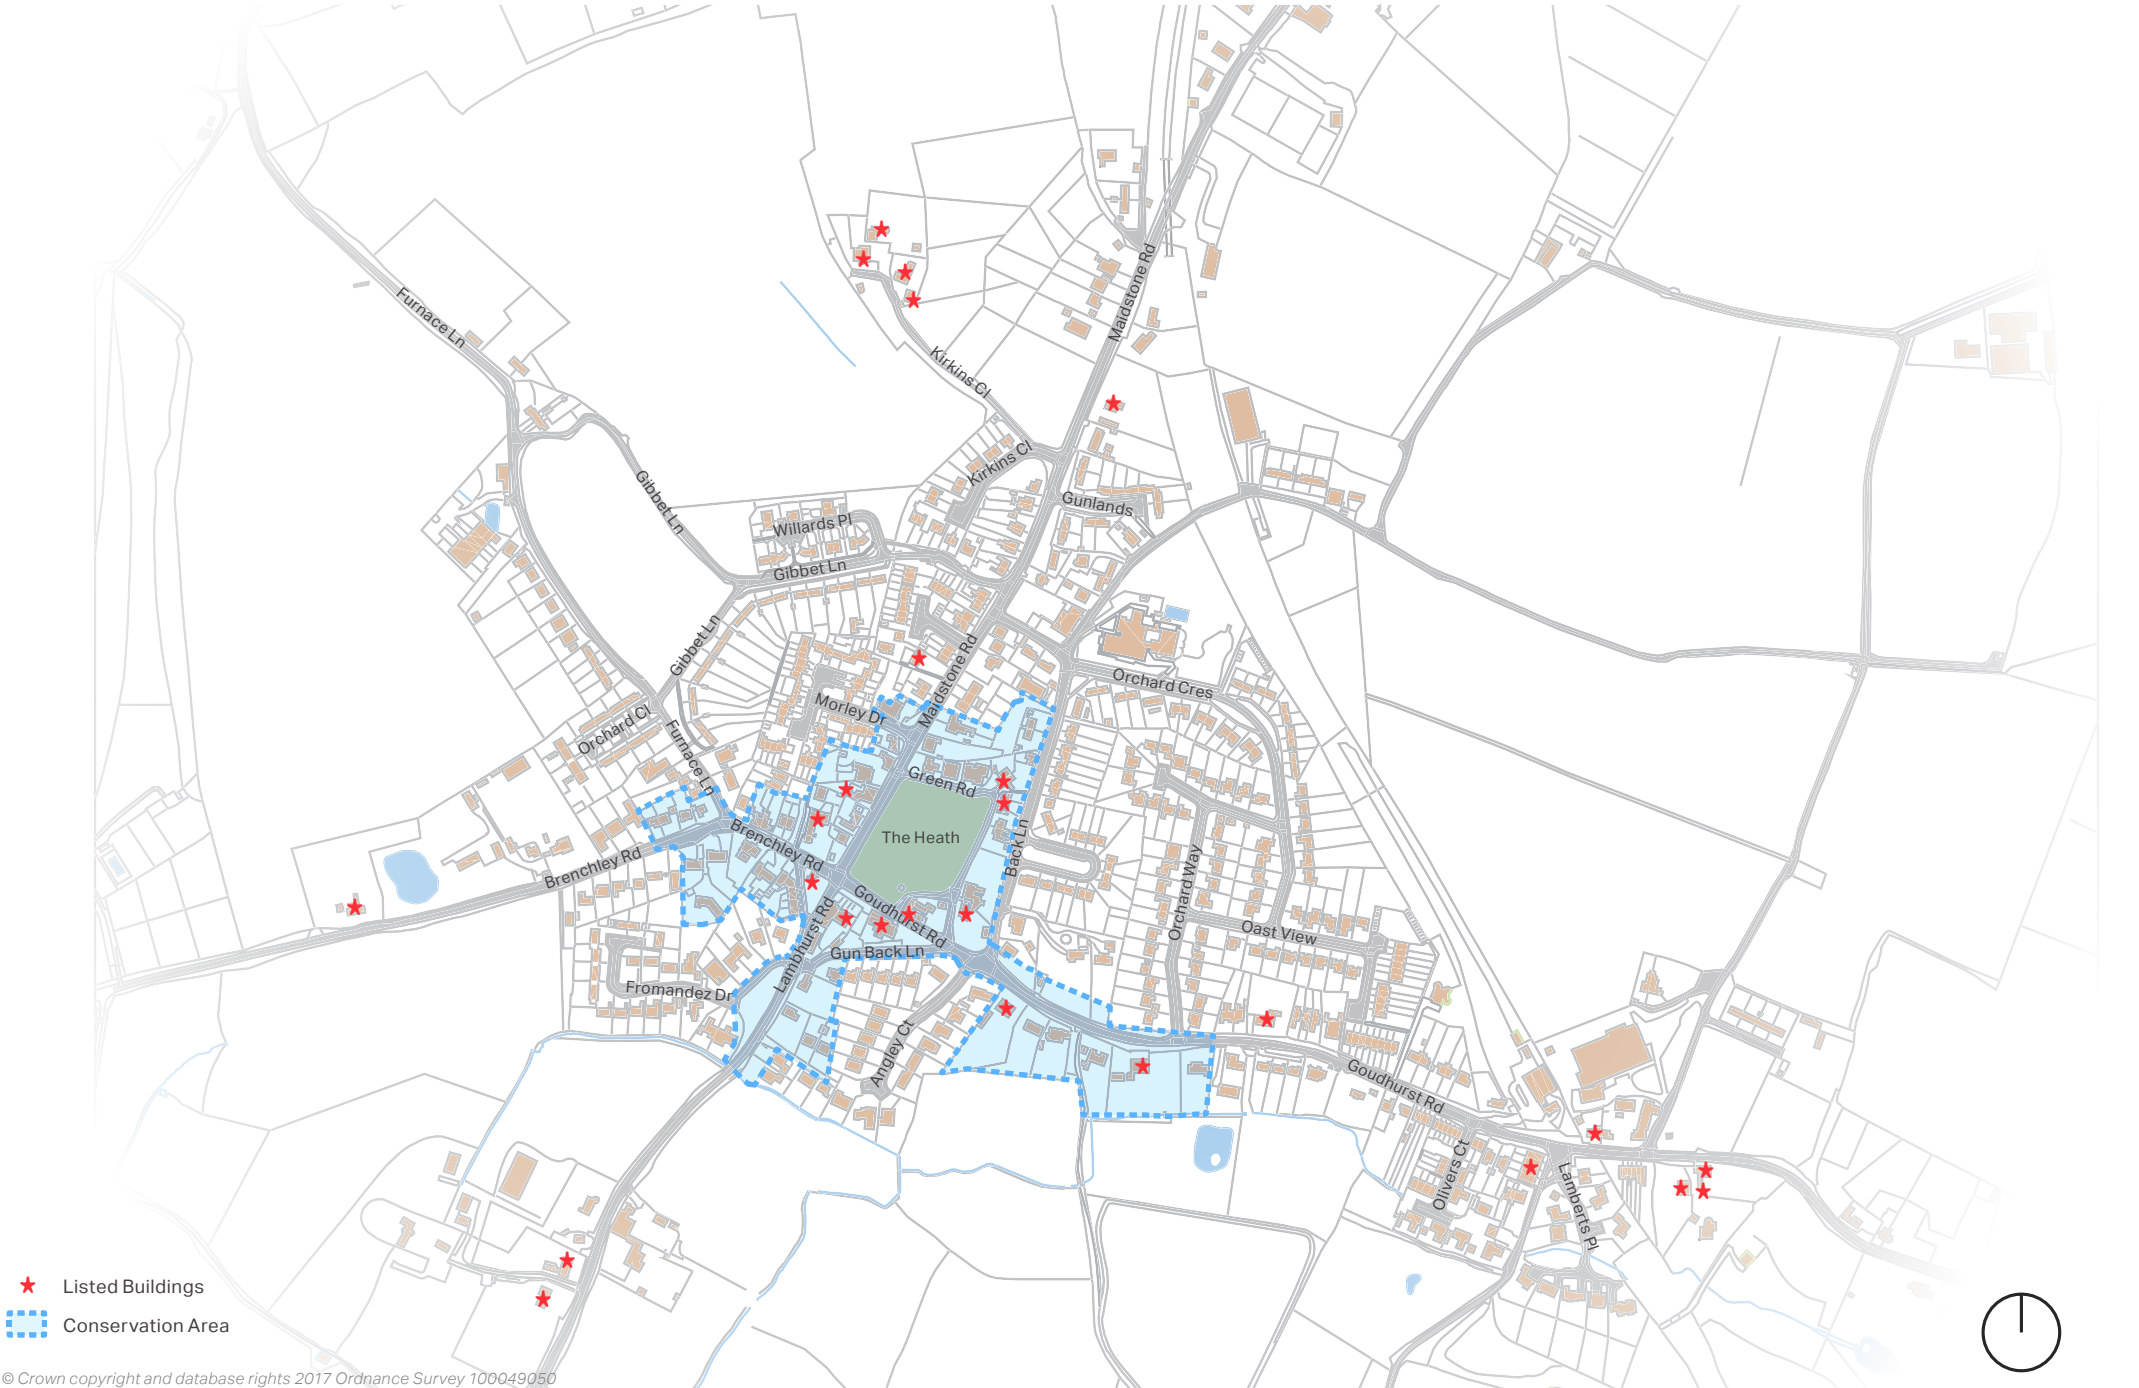 Maidstone Rd
Furnace Ln
Kirkins Cl
Kirkins Cl
Gibbet Ln
Gunlands
Willards Pl
Gibbet Ln
Gibbet Ln
Maidstone Rd
Orchard Cres
Morley Dr
Orchard Cl
Furnace Ln
Green Rd
The Heath
Brenchley Rd
Back Ln
Brenchley Rd
Orchard Way
Goudhurst Rd
Lambhurst Rd
Oast View
Gun Back Ln
Fromandez Dr
Angley Ct
Goudhurst Rd
Olivers Ct
Lamberts Pl
Listed Buildings
Conservation Area
© Crown copyright and database rights 2017 Ordnance Survey 100049050